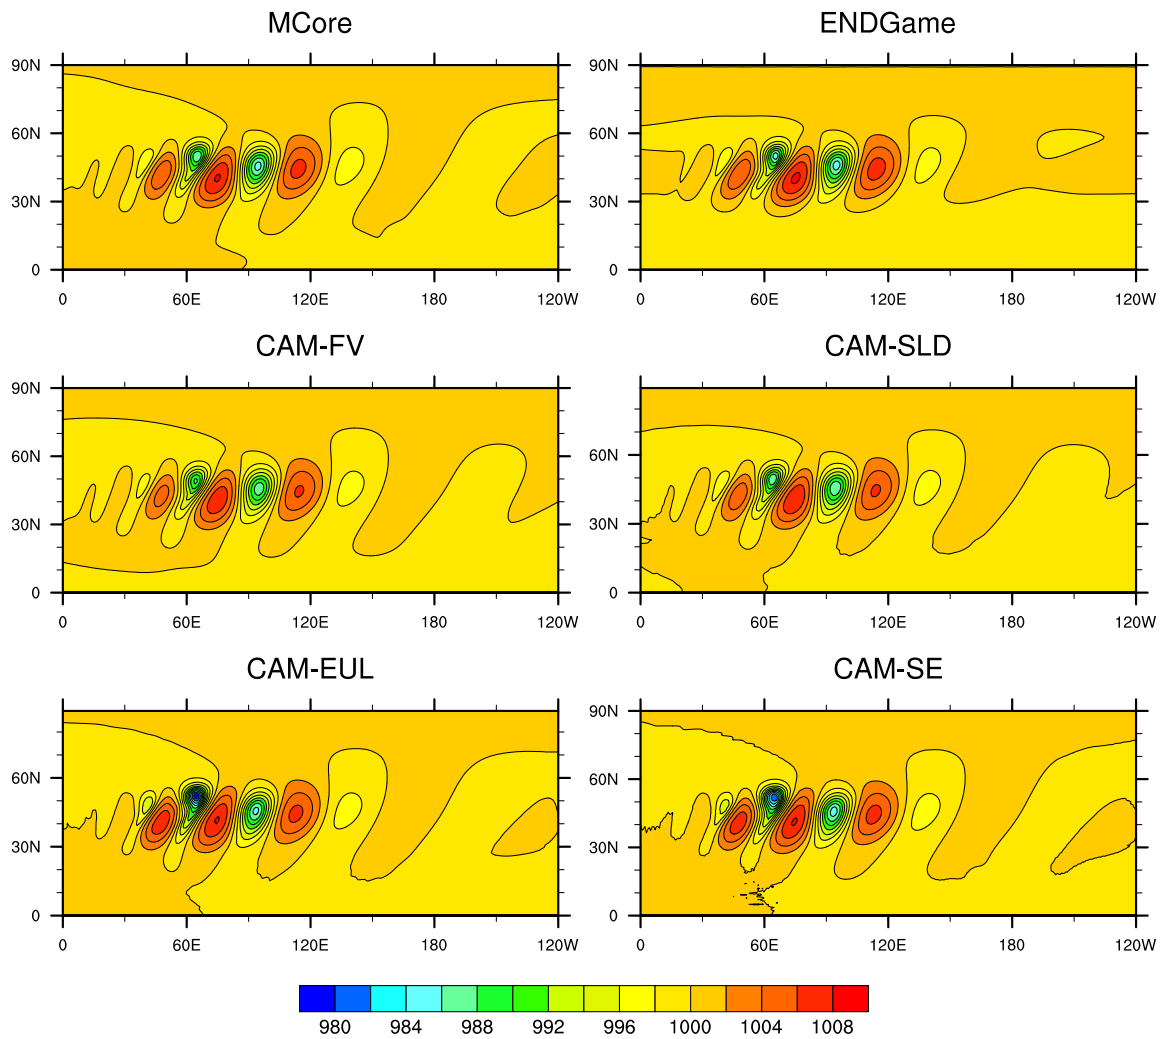 MCore ENDGame
90N 90N
60N 60N
30N 30N
0 0
0 60E 120E 180 120W 0 60E 120E 180 120W
CAM-FV CAM-SLD
90N
60N 60N
30N 30N
0 0
0 60E 120E 180 120W 0 60E 120E 180 120W
CAM-EUL CAM-SE
90N
60N 60N
30N 30N
0 0
0 60E 120E 180 120W 0 60E 120E 180 120W
980 984 988 992 996 1000 1004 1008